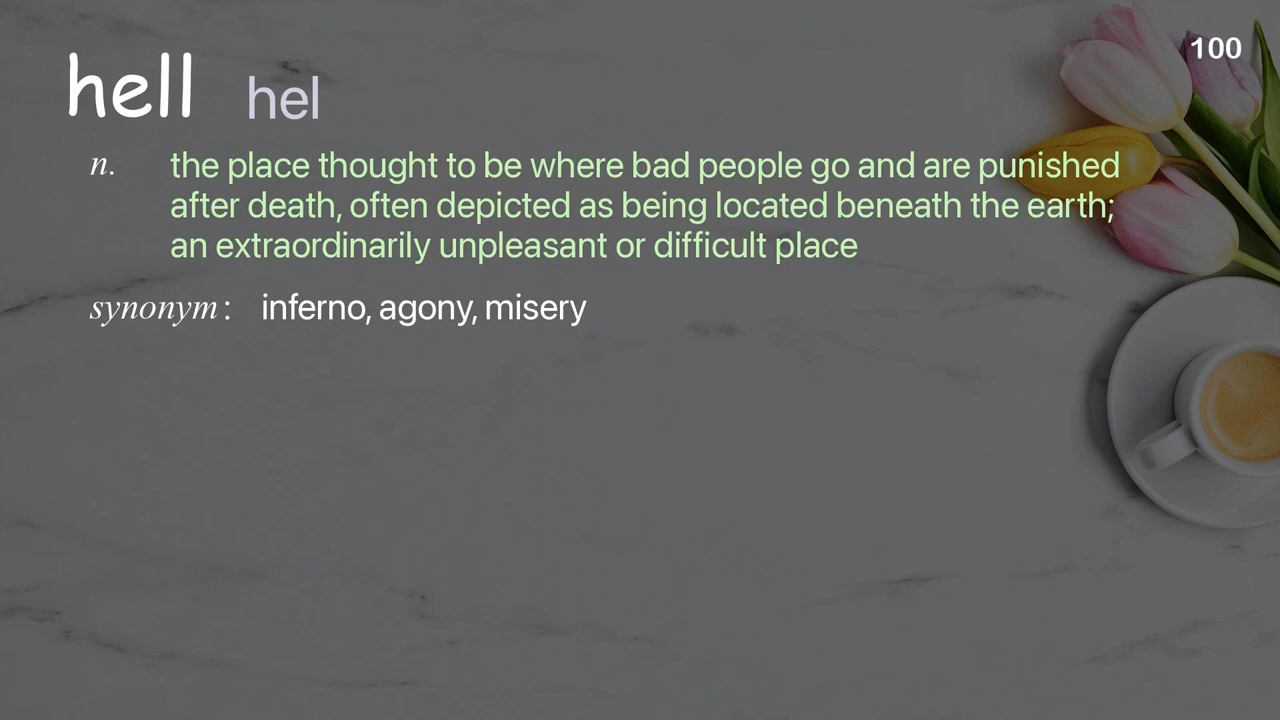 100
hell hel
n. the place thought to be where bad people go and are punished
after death, often depicted as being located beneath the earth;
an extraordinarily unpleasant or difficult place
synonym: inferno, agony, misery